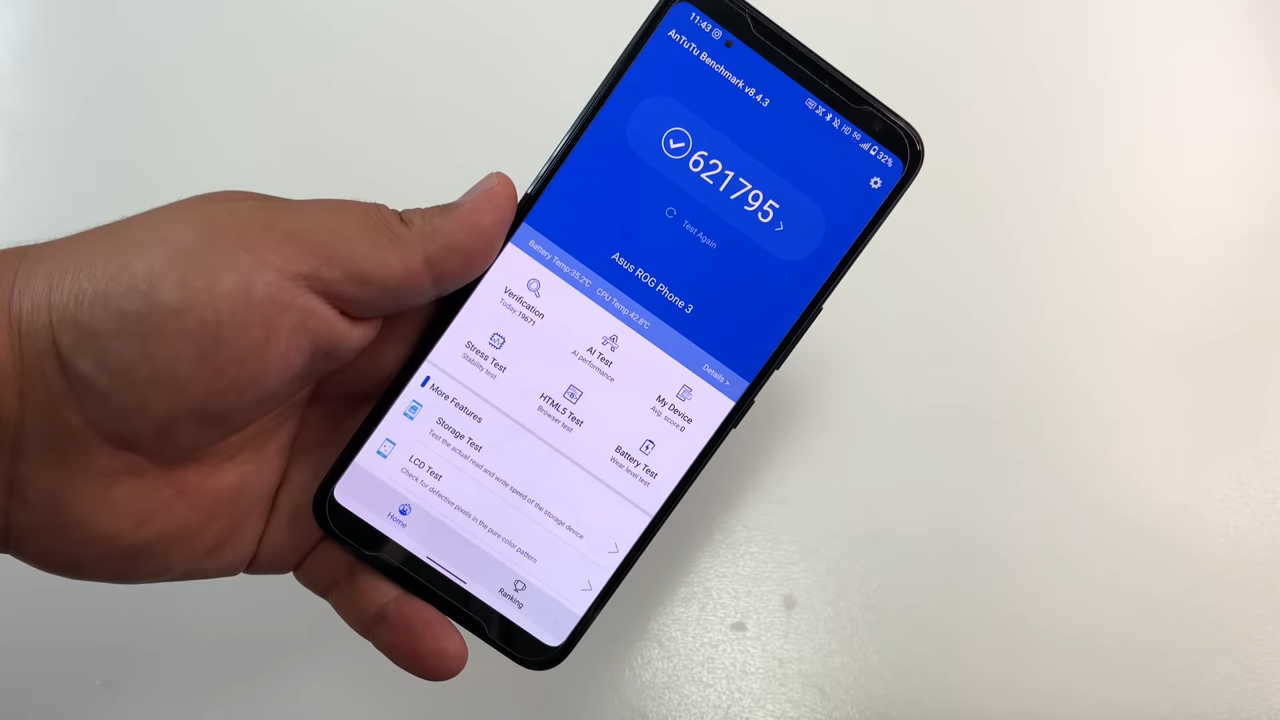 11:43
HD 5G 32%
AnTuTu Benchmark v8.4.3
621795
Test Again
Asus ROG Phone 3
Battery Temp:35.2℃ CPU Temp:42.8℃
Details >
Verification
Today:19671
AI Test
AI performance
My Device
Avg. score:0
Stress Test
Stability test
HTML5 Test
Browser test
Battery Test
Wear level test
More Features
Storage Test
Test the actual read and write speed of the storage device
LCD Test
Check for defective pixels in the pure color pattern
Home
Ranking